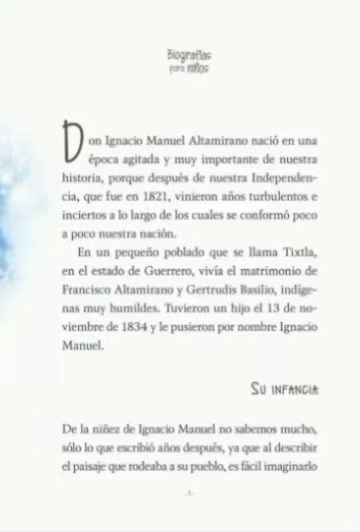 Biografías
para niños
Don Ignacio Manuel Altamirano nació en una
época agitada y muy importante de nuestra
historia, porque después de nuestra Independen-
cia, que fue en 1821, vinieron años turbulentos e
inciertos a lo largo de los cuales se conformó poco
a poco nuestra nación.
En un pequeño poblado que se llama Tixtla,
en el estado de Guerrero, vivía el matrimonio de
Francisco Altamirano y Gertrudis Basilio, indíge-
nas muy humildes. Tuvieron un hijo el 13 de no-
viembre de 1834 y le pusieron por nombre Ignacio
Manuel.
Su infancia
De la niñez de Ignacio Manuel no sabemos mucho,
sólo lo que escribió años después, ya que al describir
el paisaje que rodeaba a su pueblo, es fácil imaginarlo